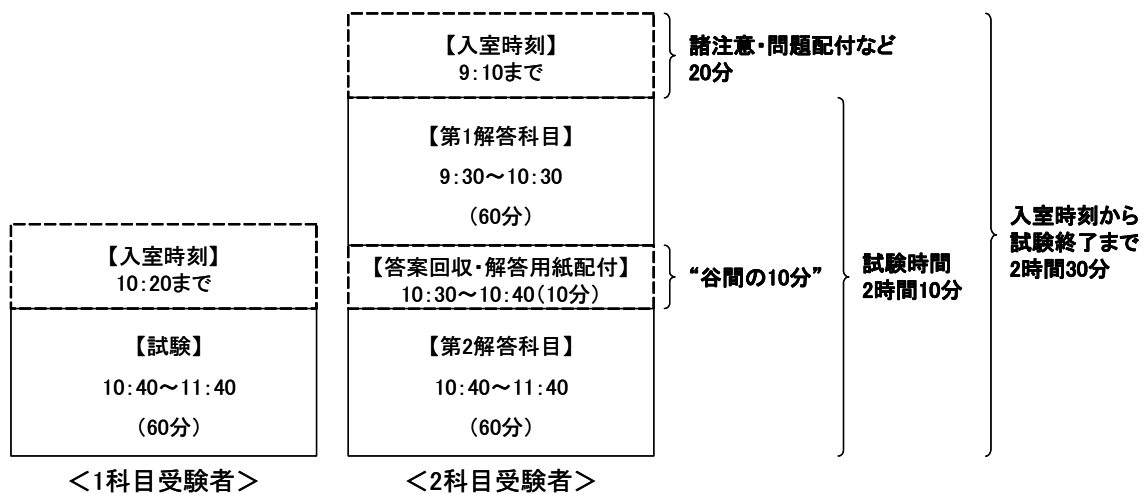 【入室時刻】
9:10まで
諸注意・問題配付など
20分
【第1解答科目】
9:30～10:30
(60分)
【入室時刻】
10:20まで
【答案回収・解答用紙配付】
10:30～10:40(10分)
“谷間の10分”
試験時間
2時間10分
入室時刻から
試験終了まで
2時間30分
【試験】
10:40～11:40
(60分)
【第2解答科目】
10:40～11:40
(60分)
＜1科目受験者＞
＜2科目受験者＞